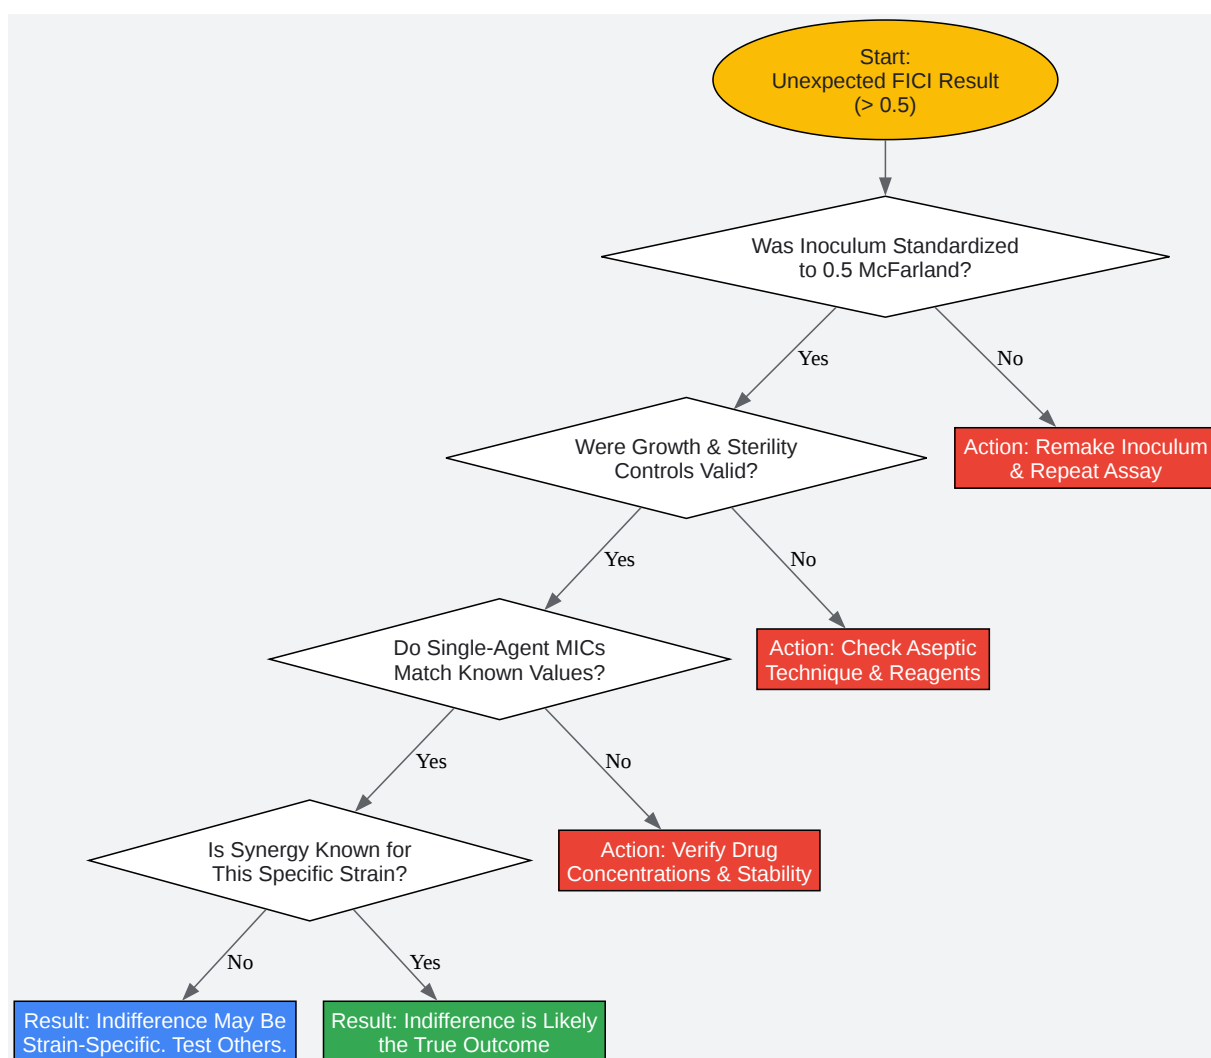 Start:
Unexpected FICI Result
(> 0.5)
Was Inoculum Standardized
to 0.5 McFarland?
Yes
No
Were Growth & Sterility
Controls Valid?
Action: Remake Inoculum
& Repeat Assay
Yes
No
Do Single-Agent MICs
Match Known Values?
Action: Check Aseptic
Technique & Reagents
Yes
No
Is Synergy Known for
This Specific Strain?
Action: Verify Drug
Concentrations & Stability
No
Yes
Result: Indifference May Be
Strain-Specific. Test Others.
Result: Indifference is Likely
the True Outcome